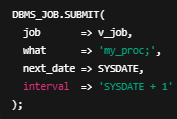 DBMS_JOB.SUBMIT(
  job       => v_job,
  what      => 'my_proc;',
  next_date => SYSDATE,
  interval  => 'SYSDATE + 1'
);